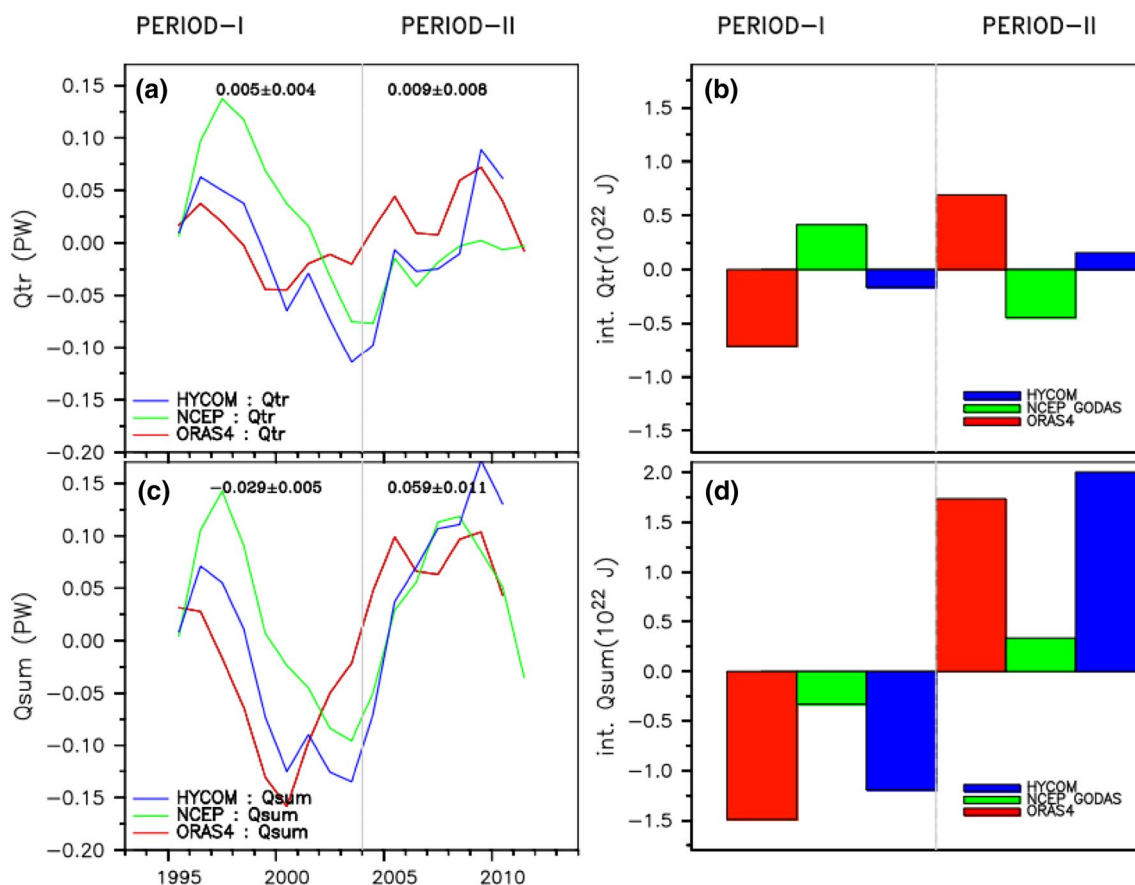 PERIOD-I PERIOD-II PERIOD-I PERIOD-II
(a) 0.005±0.004 0.009±0.008
0.15
0.10
0.05
0.00
-0.05
-0.10
-0.15
-0.20
Qtr (PW)
HYCOM : Qtr
NCEP : Qtr
ORAS4 : Qtr
(b)
1.5
1.0
0.5
0.0
-0.5
-1.0
-1.5
int. Qtr(10²² J)
HYCOM
NCEP GODAS
ORAS4
(c) -0.029±0.005 0.059±0.011
0.15
0.10
0.05
0.00
-0.05
-0.10
-0.15
-0.20
Qsum (PW)
HYCOM : Qsum
NCEP : Qsum
ORAS4 : Qsum
1995 2000 2005 2010
(d)
2.0
1.5
1.0
0.5
0.0
-0.5
-1.0
-1.5
int. Qsum(10²² J)
HYCOM
NCEP GODAS
ORAS4